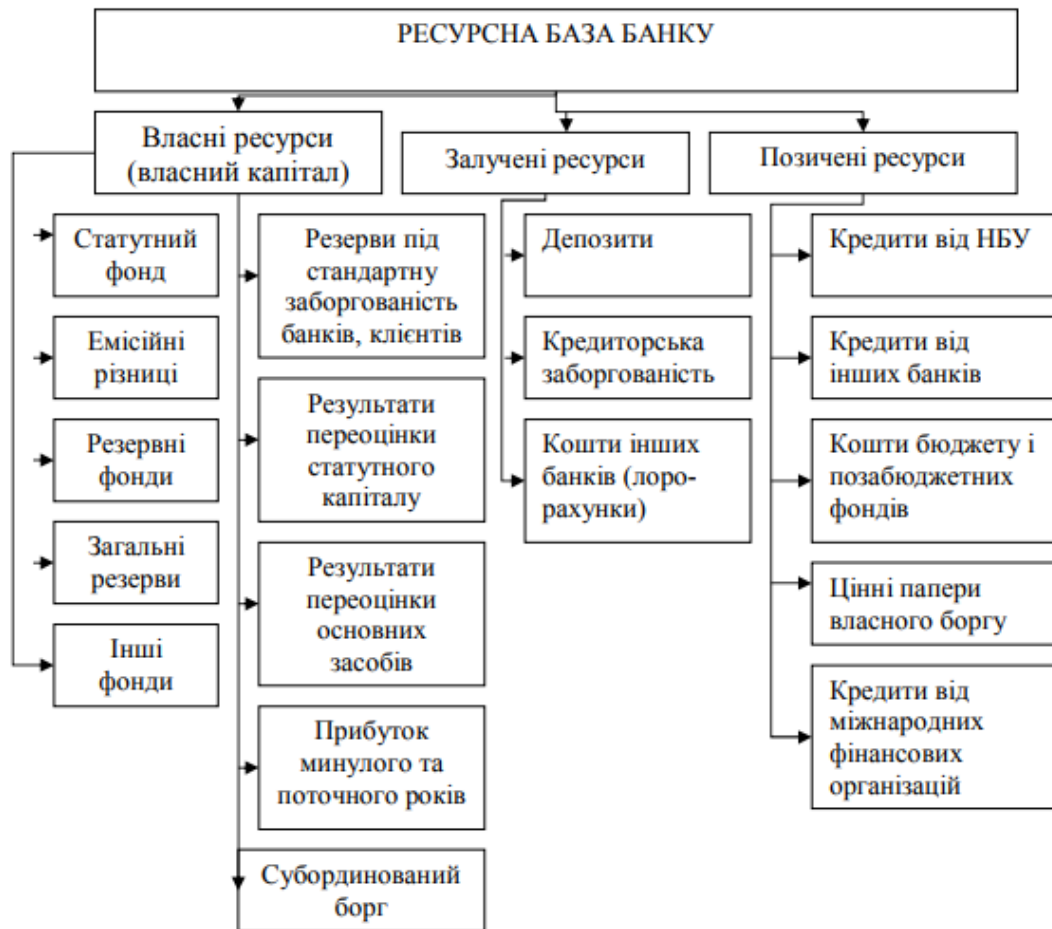 РЕСУРСНА БАЗА БАНКУ
Власні ресурси
(власний капітал)
Залучені ресурси
Позичені ресурси
Статутний
фонд
Емісійні
різниці
Резервні
фонди
Загальні
резерви
Інші
фонди
Резерви під
стандартну
заборгованість
банків, клієнтів
Результати
переоцінки
статутного
капіталу
Результати
переоцінки
основних
засобів
Прибуток
минулого та
поточного років
Субординований
борг
Депозити
Кредиторська
заборгованість
Кошти інших
банків (лоро-
рахунки)
Кредити від НБУ
Кредити від
інших банків
Кошти бюджету і
позабюджетних
фондів
Цінні папери
власного боргу
Кредити від
міжнародних
фінансових
організацій